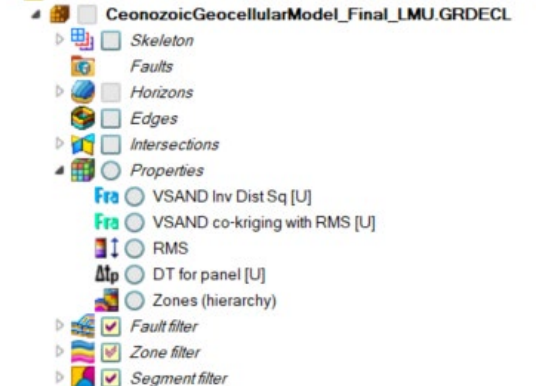 CeonozoicGeocellularModel_Final_LMU.GRDECL
Skeleton
Faults
Horizons
Edges
Intersections
Properties
Fra VSAND Inv Dist Sq [U]
Fra VSAND co-kriging with RMS [U]
RMS
Δtp DT for panel [U]
Zones (hierarchy)
Fault filter
Zone filter
Segment filter